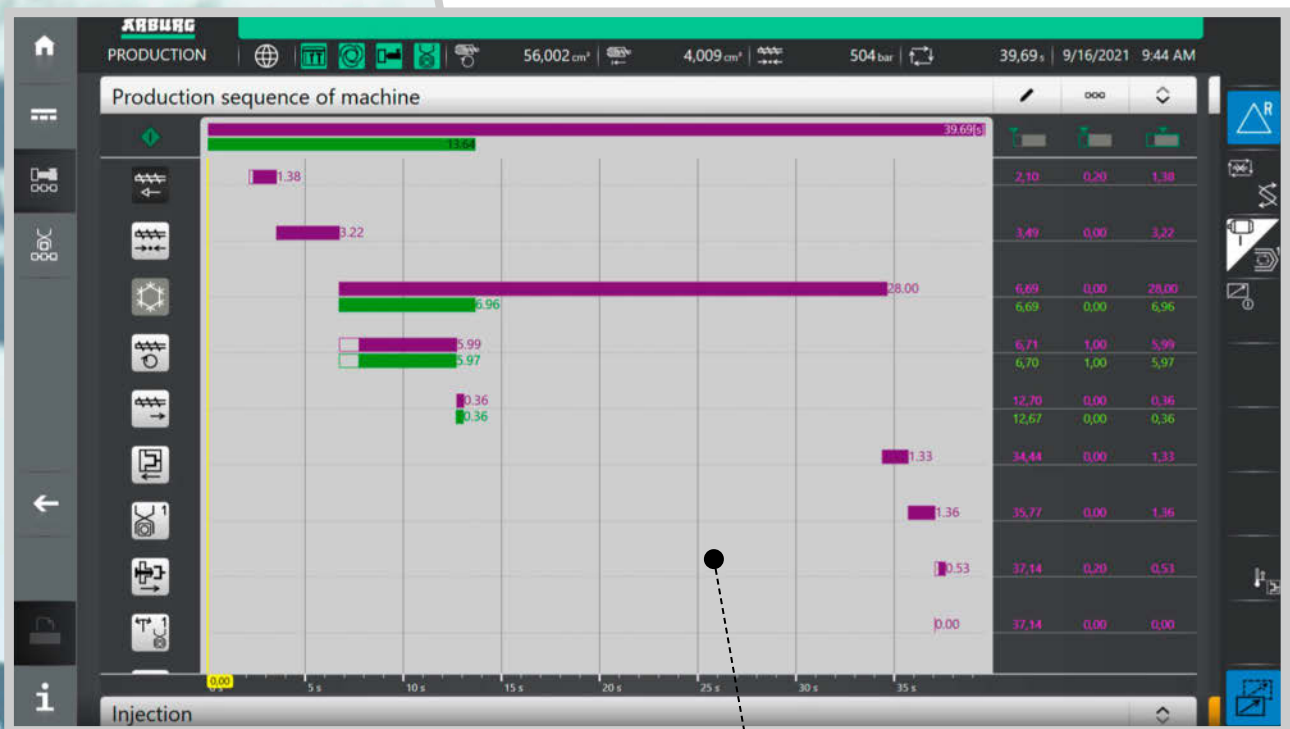 ARBURG
PRODUCTION 56,002 cm³ 4,009 cm³ 504 bar 39,69 s 9/16/2021 9:44 AM
Production sequence of machine
R
39.69[s]
13.64
1.38 2,10 0,20 1,38
3.22 3,49 0,00 3,22
28.00 6,69 0,00 28,00
6.96 6,69 0,00 6,96
5.99 6,71 1,00 5,99
5.97 6,70 1,00 5,97
0.36 12,70 0,00 0,36
0.36 12,67 0,00 0,36
1.33 34,44 0,00 1,33
1 1.36 35,77 0,00 1,36
0.53 37,14 0,20 0,53
1 0.00 37,14 0,00 0,00
0,00 5 s 10 s 15 s 20 s 25 s 30 s 35 s
i
Injection